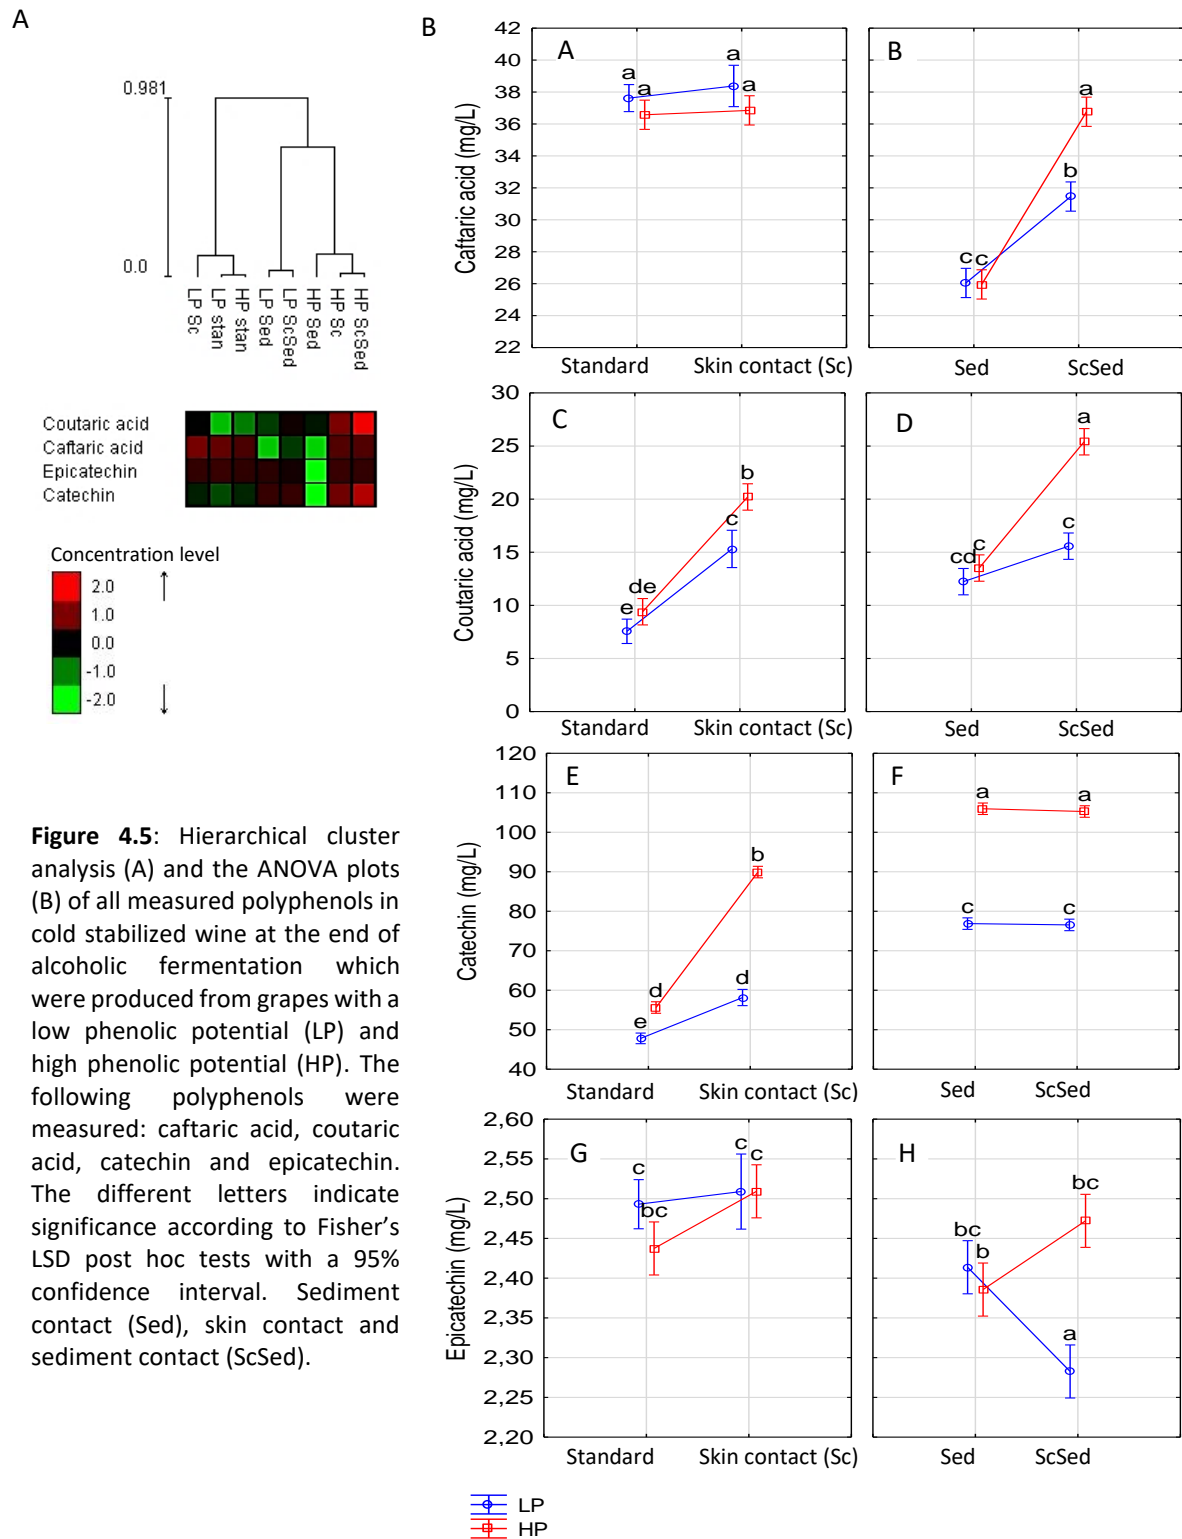 A
0.981
0.0
LP Sc
LP stan
HP stan
LP Sed
LP ScSed
HP Sed
HP Sc
HP ScSed
Coutaric acid
Caftaric acid
Epicatechin
Catechin
Concentration level
2.0
1.0
0.0
-1.0
-2.0
Figure 4.5: Hierarchical cluster
analysis (A) and the ANOVA plots
(B) of all measured polyphenols in
cold stabilized wine at the end of
alcoholic fermentation which
were produced from grapes with a
low phenolic potential (LP) and
high phenolic potential (HP). The
following polyphenols were
measured: caftaric acid, coutaric
acid, catechin and epicatechin.
The different letters indicate
significance according to Fisher's
LSD post hoc tests with a 95%
confidence interval. Sediment
contact (Sed), skin contact and
sediment contact (ScSed).
B
Caftaric acid (mg/L)
42
40
38
36
34
32
30
28
26
24
22
A
a
a
a
a
Standard
Skin contact (Sc)
B
c
c
b
a
Sed
ScSed
Coutaric acid (mg/L)
30
25
20
15
10
5
0
C
e
de
c
b
Standard
Skin contact (Sc)
D
cd
c
c
a
Sed
ScSed
Catechin (mg/L)
120
110
100
90
80
70
60
50
40
E
e
d
d
b
Standard
Skin contact (Sc)
F
a
a
c
c
Sed
ScSed
Epicatechin (mg/L)
2,60
2,55
2,50
2,45
2,40
2,35
2,30
2,25
2,20
G
c
bc
c
c
Standard
Skin contact (Sc)
H
bc
b
bc
a
Sed
ScSed
LP
HP